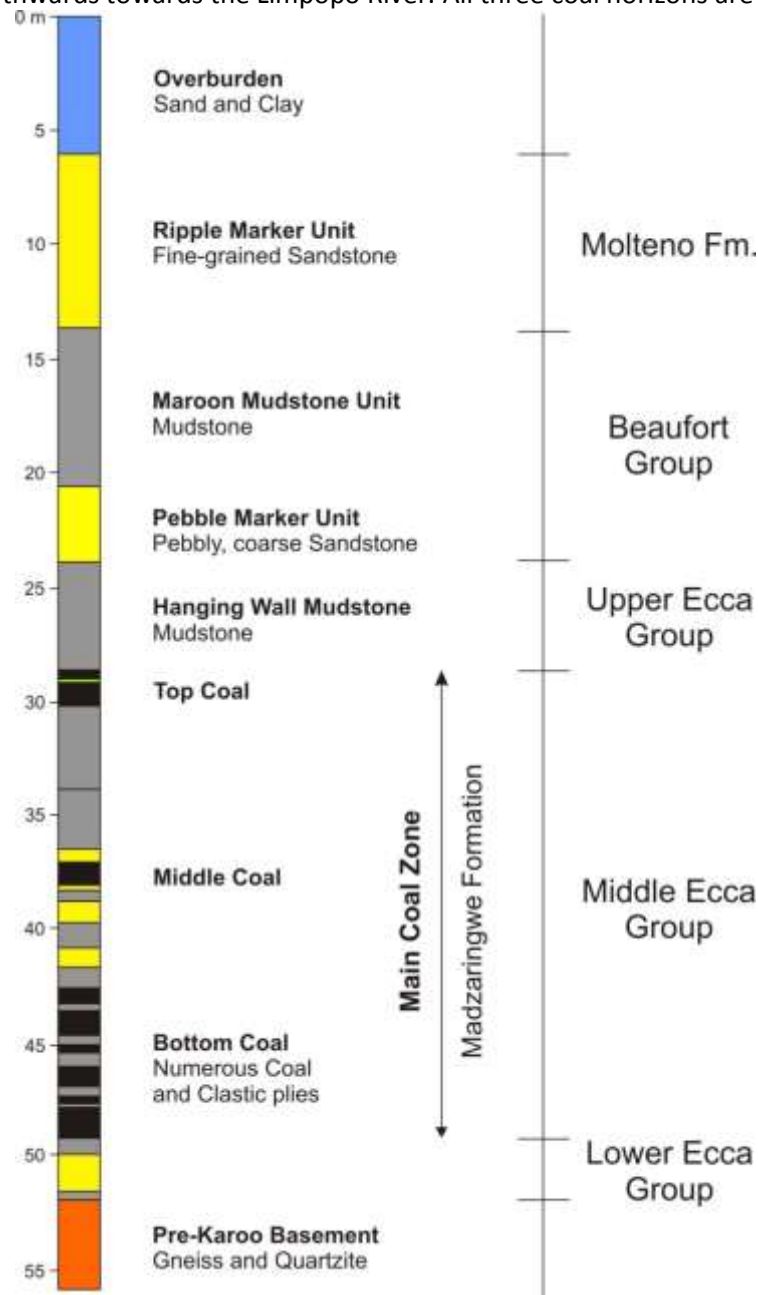 thwards towards the Limpopo River. All three coal horizons are
0 m
Overburden
Sand and Clay
5
Ripple Marker Unit
Fine-grained Sandstone
Molteno Fm.
10
15
Maroon Mudstone Unit
Mudstone
Beaufort
Group
20
Pebble Marker Unit
Pebbly, coarse Sandstone
25
Hanging Wall Mudstone
Mudstone
Upper Ecca
Group
Top Coal
30
35
Middle Coal
Main Coal Zone
Madzaringwe Formation
Middle Ecca
Group
40
45
Bottom Coal
Numerous Coal
and Clastic plies
50
Lower Ecca
Group
Pre-Karoo Basement
Gneiss and Quartzite
55